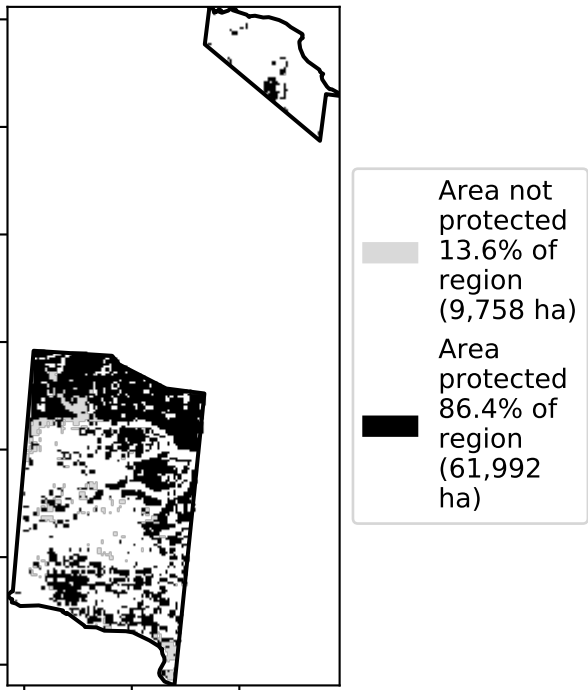 Area not
protected
13.6% of
region
(9,758 ha)
Area
protected
86.4% of
region
(61,992
ha)